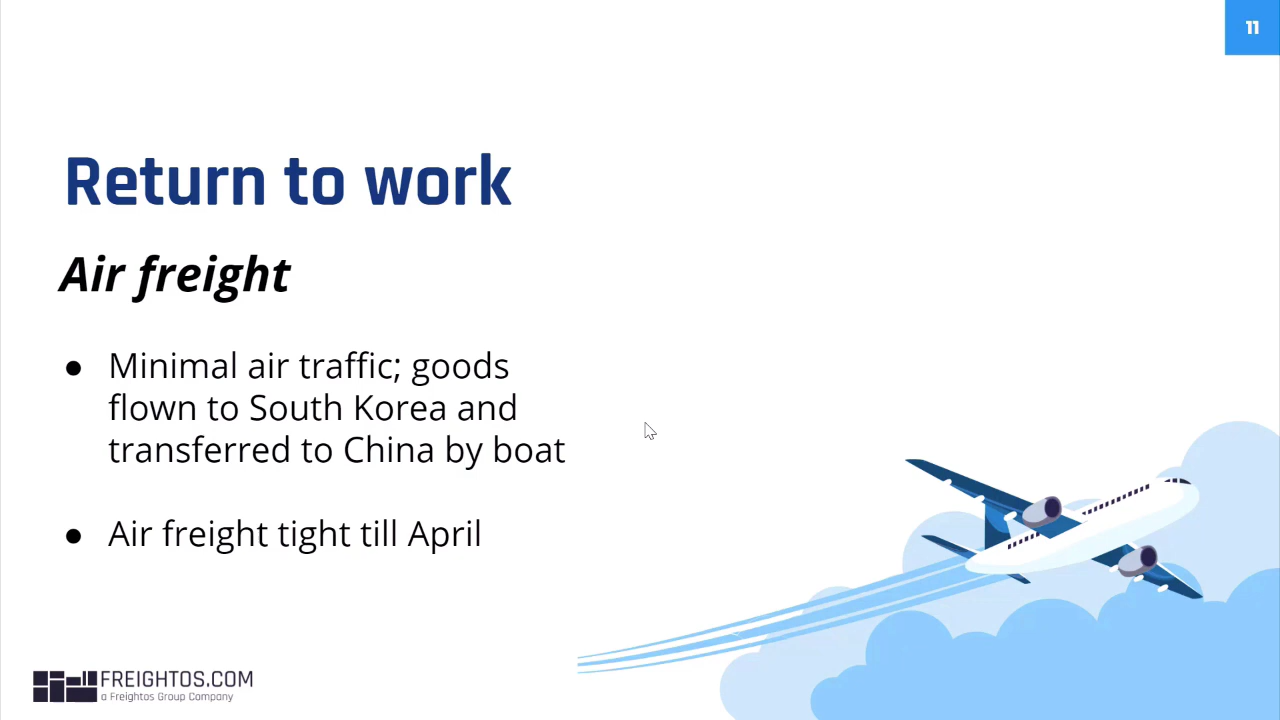 11
Return to work
Air freight
● Minimal air traffic; goods
flown to South Korea and
transferred to China by boat
● Air freight tight till April
FREIGHTOS.COM
a Freightos Group Company